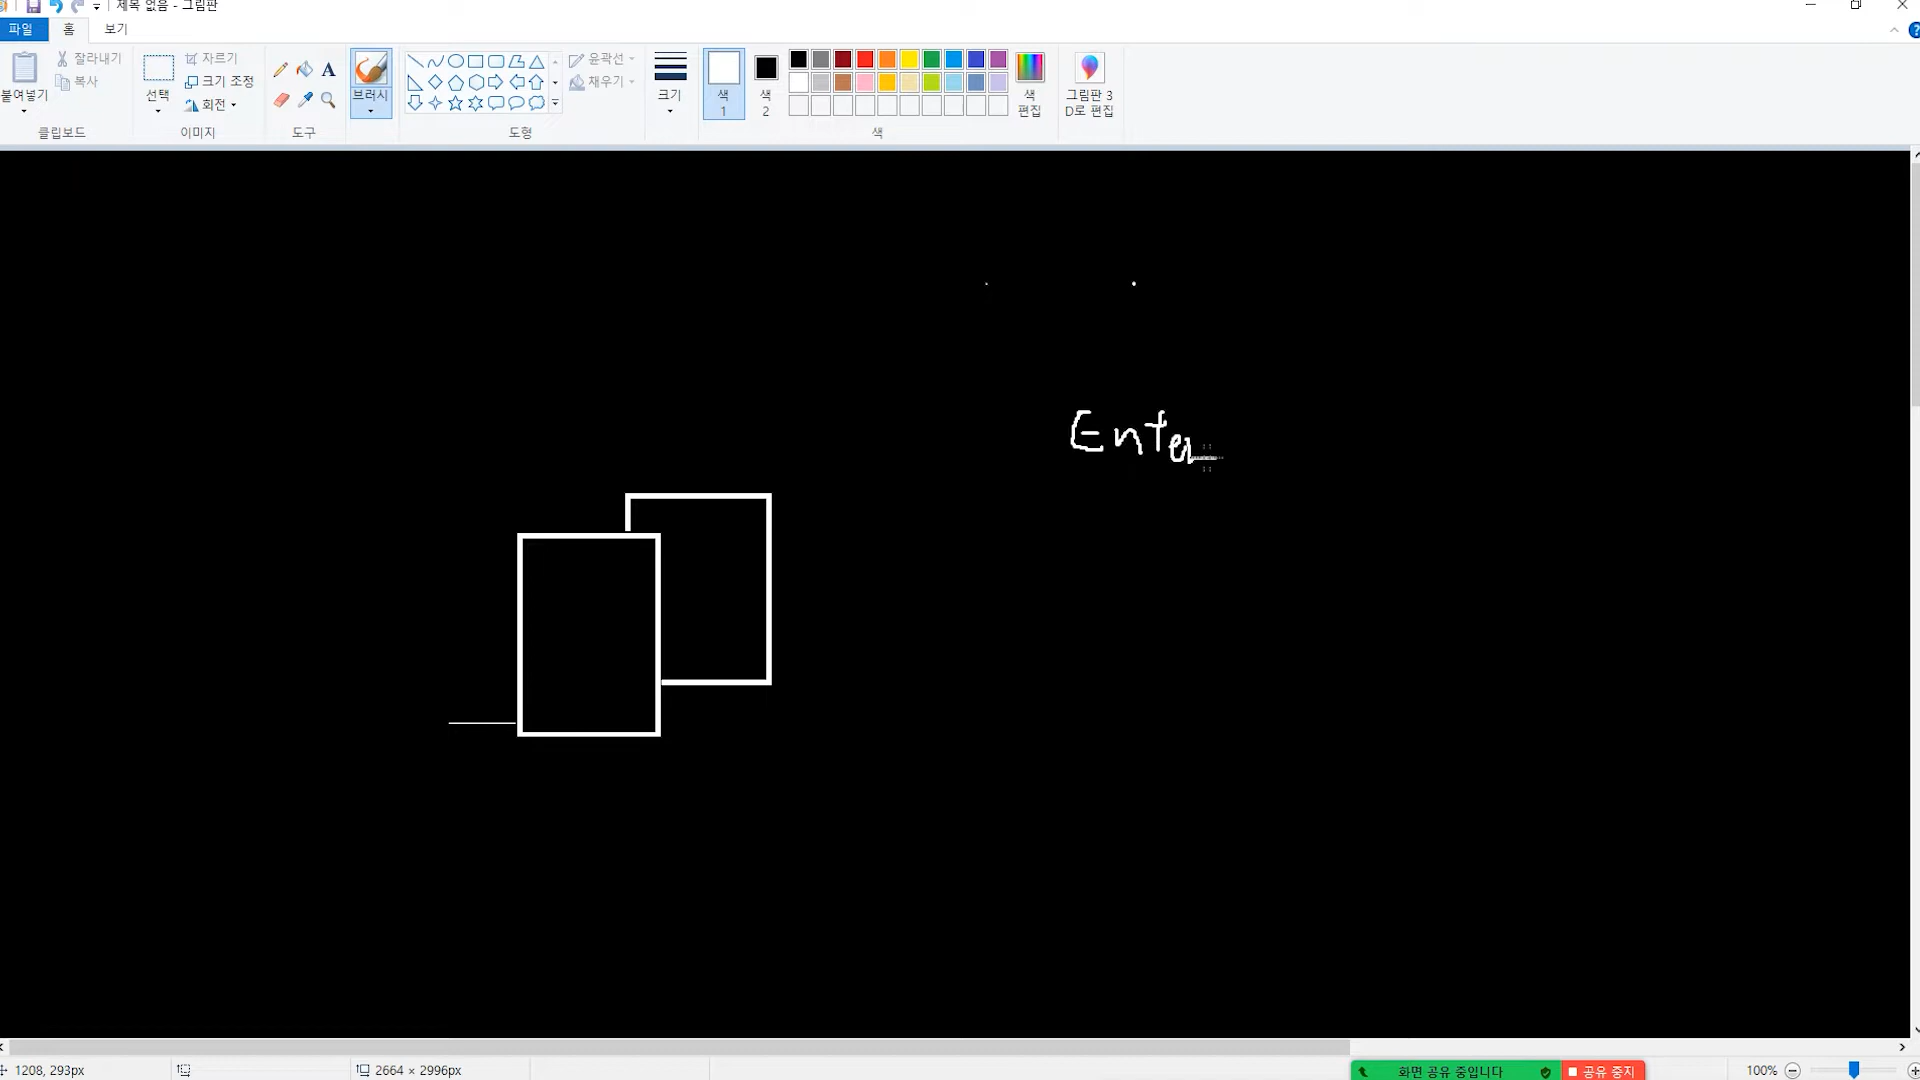 제목 없음 - 그림판
파일 홈 보기
붙여넣기
잘라내기
복사
클립보드
선택
자르기
크기 조정
회전
이미지
A
도구
브러시
윤곽선
채우기
도형
크기
색
1
색
2
색
편집
색
그림판 3
D로 편집
Enter
1208, 293px
2664 × 2996px
화면 공유 중입니다
공유 중지
100%